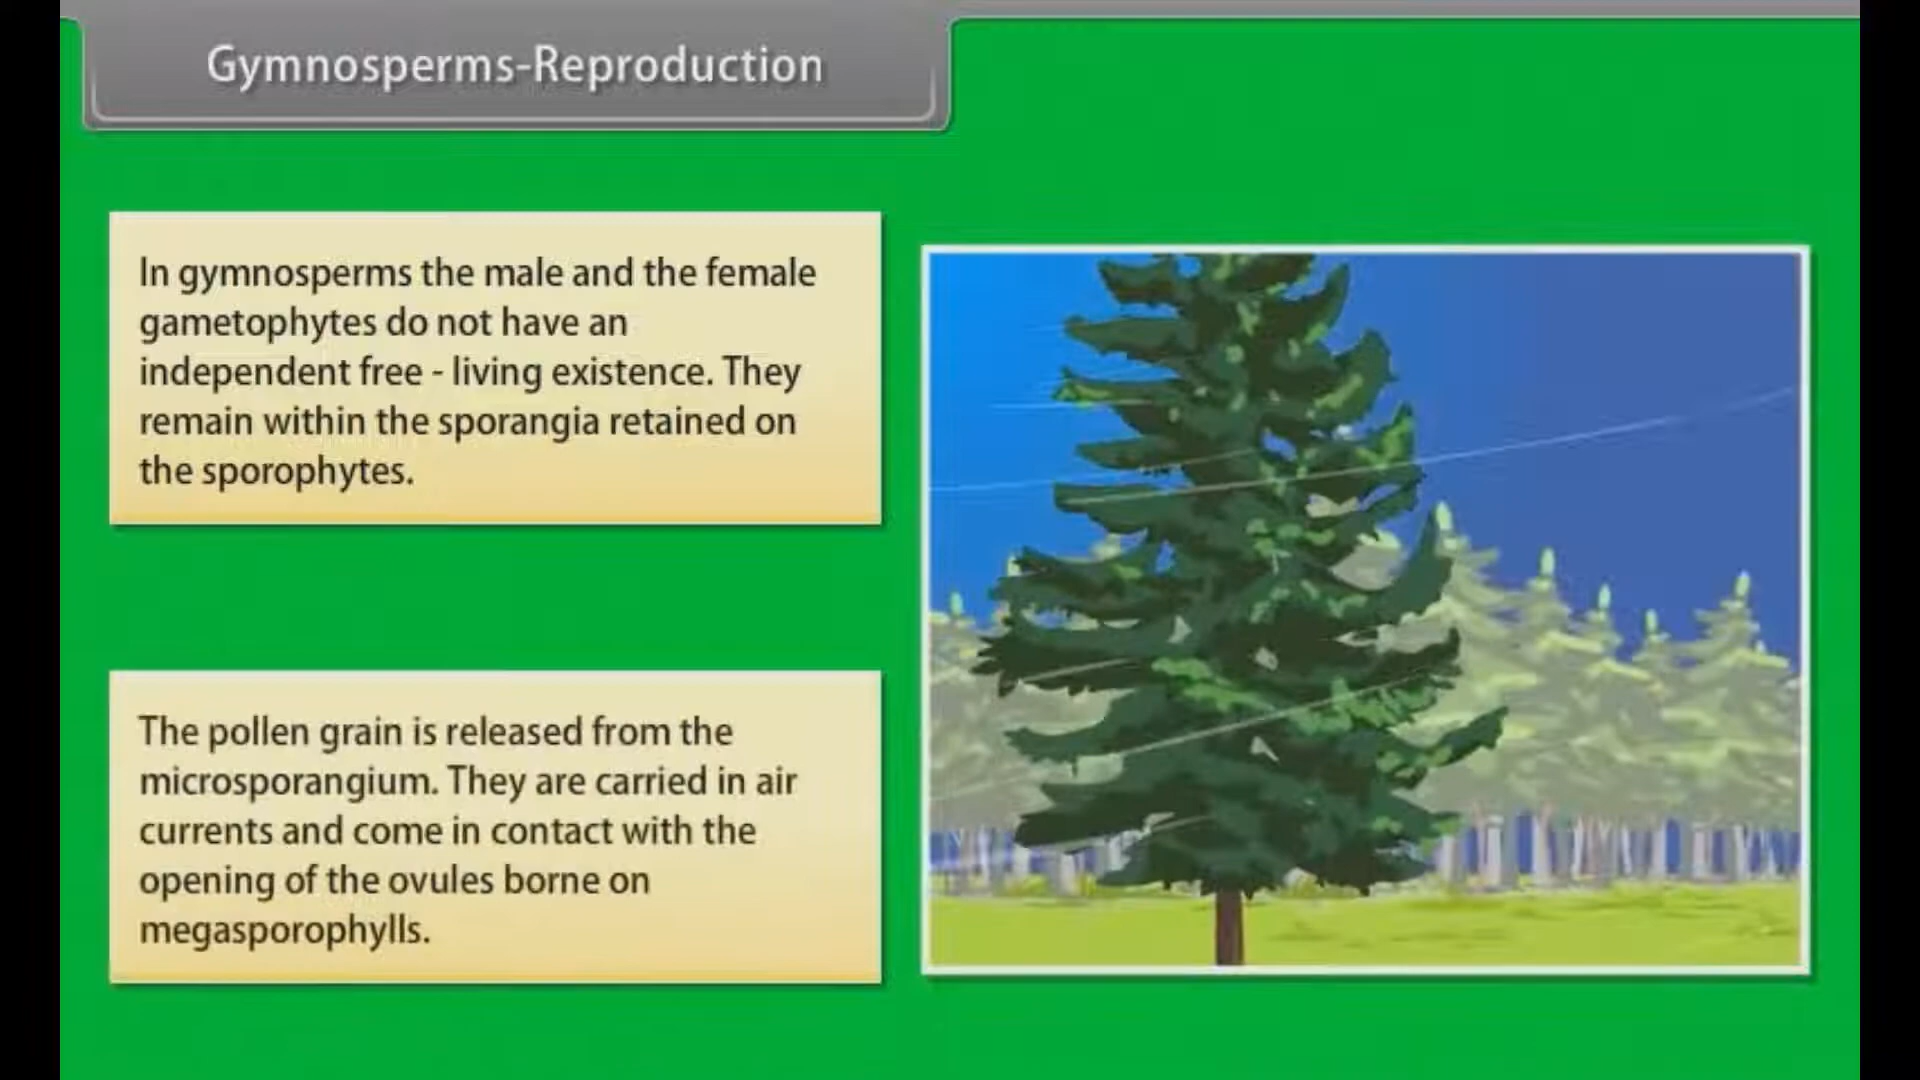 Gymnosperms-Reproduction
In gymnosperms the male and the female
gametophytes do not have an
independent free - living existence. They
remain within the sporangia retained on
the sporophytes.
The pollen grain is released from the
microsporangium. They are carried in air
currents and come in contact with the
opening of the ovules borne on
megasporophylls.